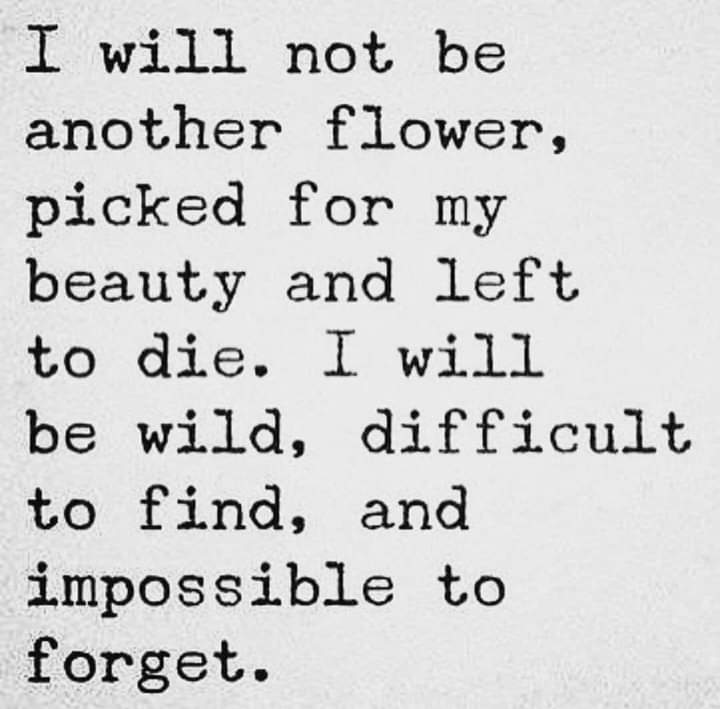 I will not be
another flower,
picked for my
beauty and left
to die. I will
be wild, difficult
to find, and
impossible to
forget.